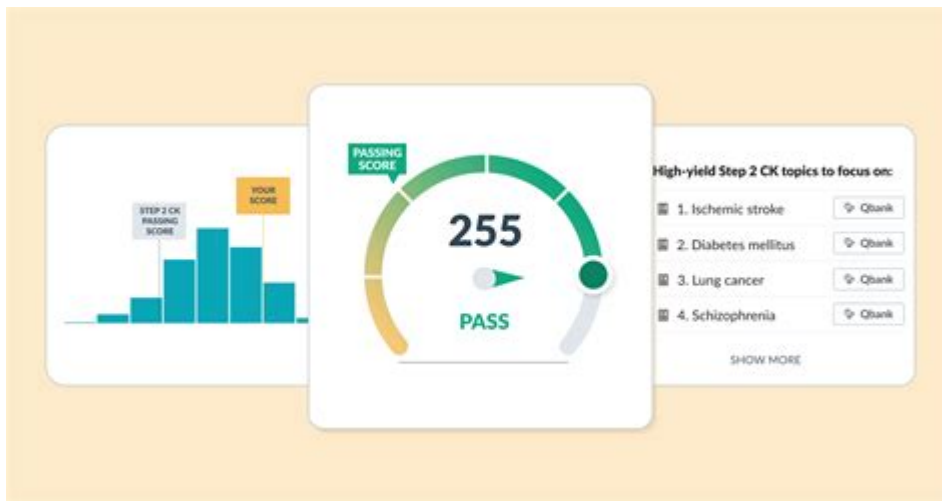 STEP 2 CK
PASSING
SCORE
YOUR
SCORE
PASSING
SCORE
255
PASS
High-yield Step 2 CK topics to focus on:
1. Ischemic stroke Qbank
2. Diabetes mellitus Qbank
3. Lung cancer Qbank
4. Schizophrenia Qbank
SHOW MORE